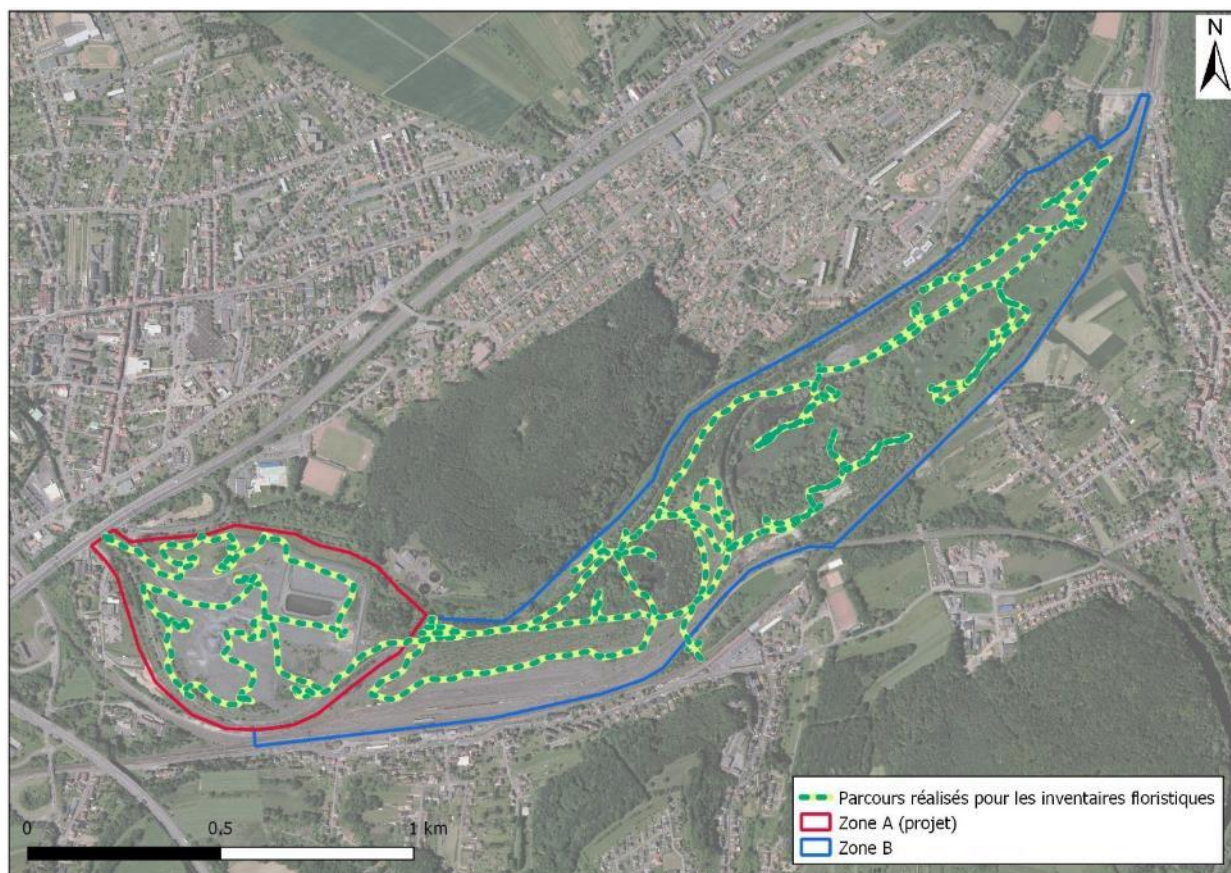 N
Parcours réalisés pour les inventaires floristiques
Zone A (projet)
Zone B
0 0,5 1 km